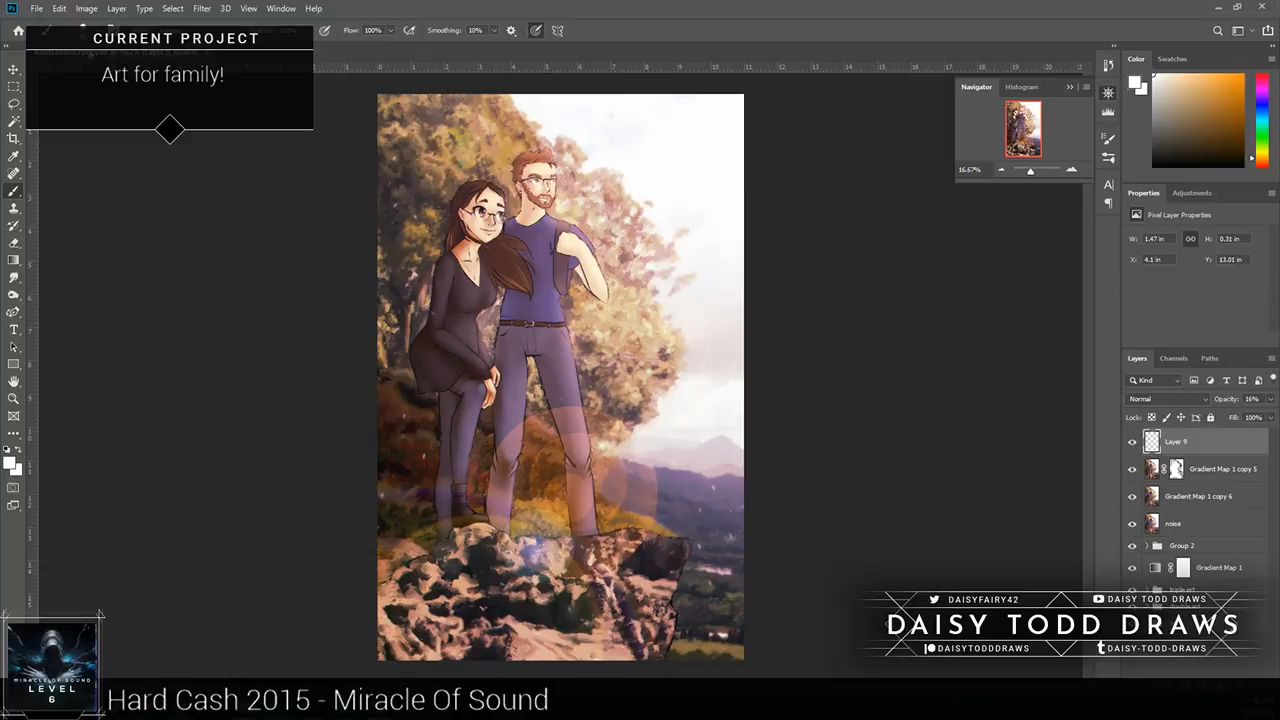 File Edit Image Layer Type Select Filter 3D View Window Help
Flow: 100% Smoothing: 10%
CURRENT PROJECT
Art for family!
Color Swatches
Navigator Histogram
16.67%
Properties Adjustments
Pixel Layer Properties
W: 1.47 in H: 0.31 in
X: 4.1 in Y: 13.01 in
Layers Channels Paths
Kind
Normal Opacity: 16%
Lock: Fill: 100%
Layer 9
Gradient Map 1 copy 5
Gradient Map 1 copy 6
noise
Group 2
Gradient Map 1
DAISYFAIRY42 DAISY TODD DRAWS
DAISY TODD DRAWS
DAISYTODDDRAWS DAISY-TODD-DRAWS
MIRACLE OF SOUND
LEVEL
6
Hard Cash 2015 - Miracle Of Sound